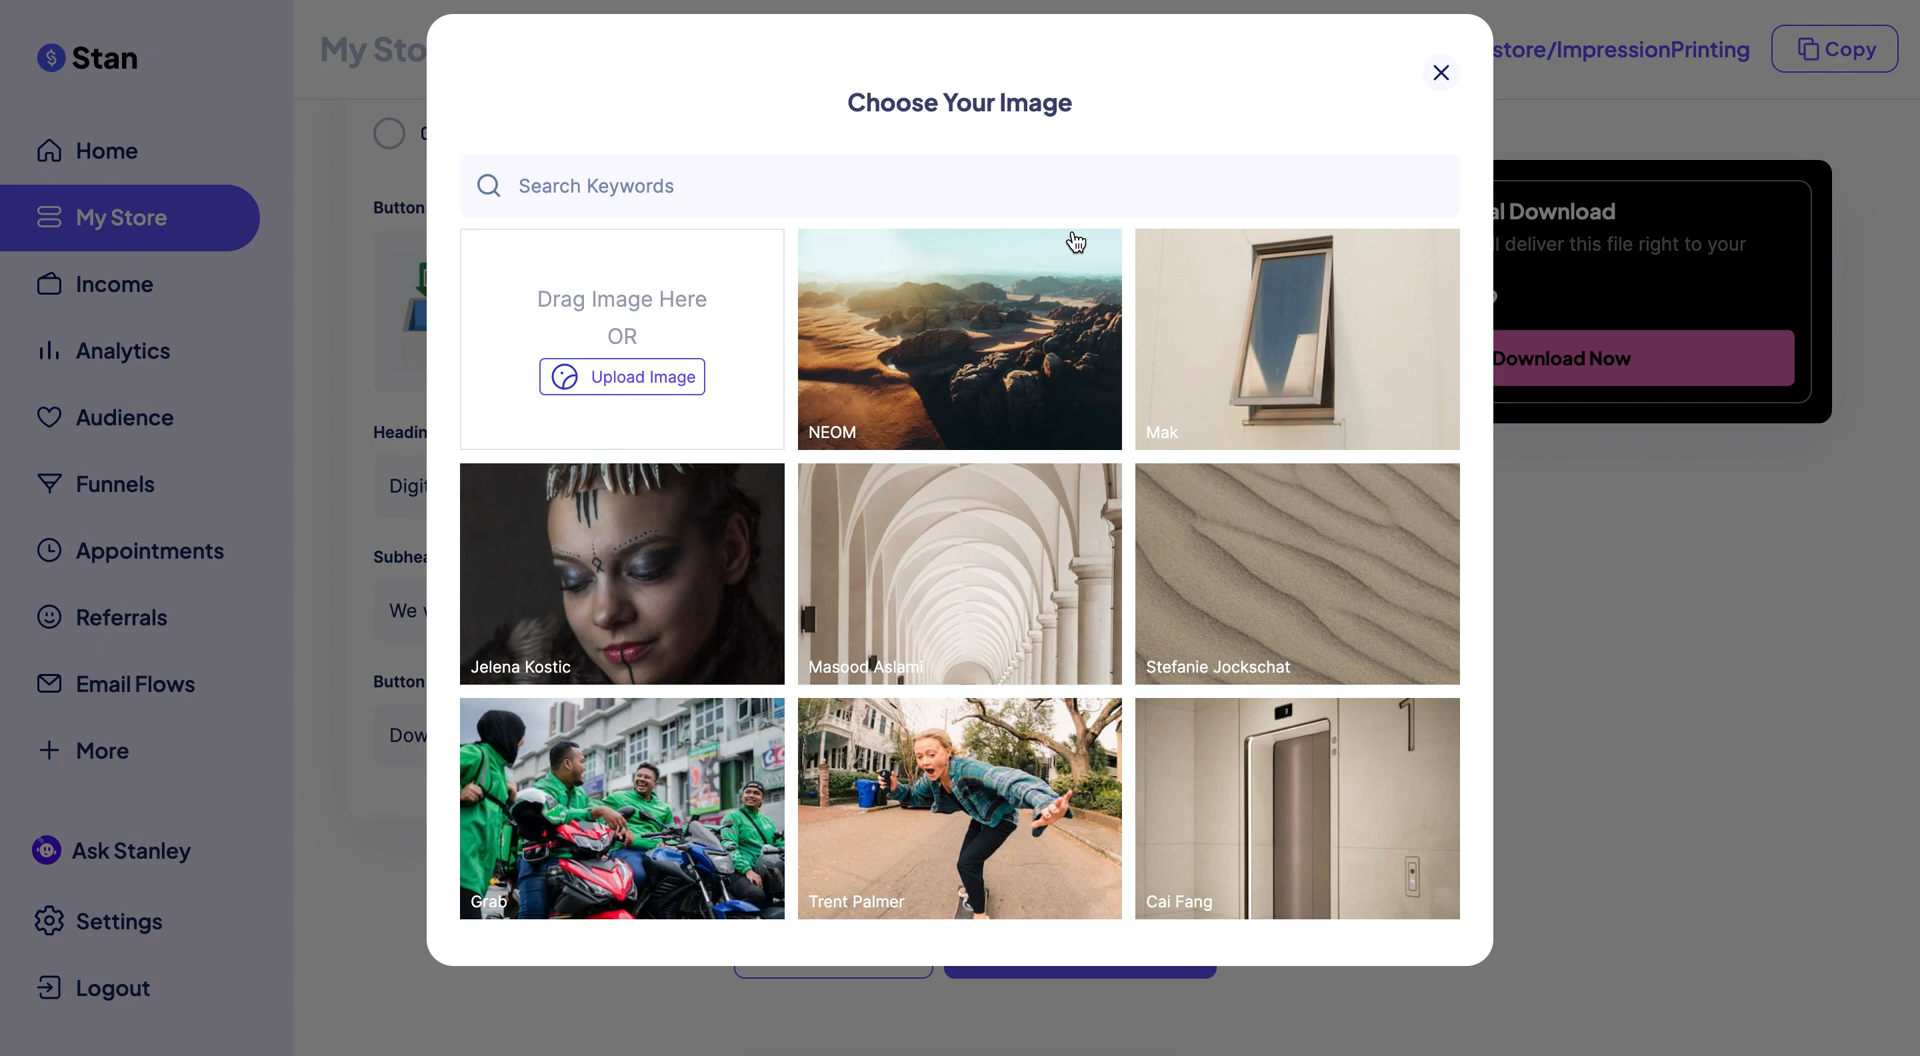 Stan
Home
My Store
Income
Analytics
Audience
Funnels
Appointments
Referrals
Email Flows
More
Ask Stanley
Settings
Logout
My Sto
store/ImpressionPrinting
Copy
Button
Headin
Digit
Subhea
We
Button
Dow
Choose Your Image
Search Keywords
Drag Image Here
OR
Upload Image
NEOM
Mak
Jelena Kostic
Masood Aslami
Stefanie Jockschat
Grab
Trent Palmer
1
Cai Fang
al Download
l deliver this file right to your
Download Now